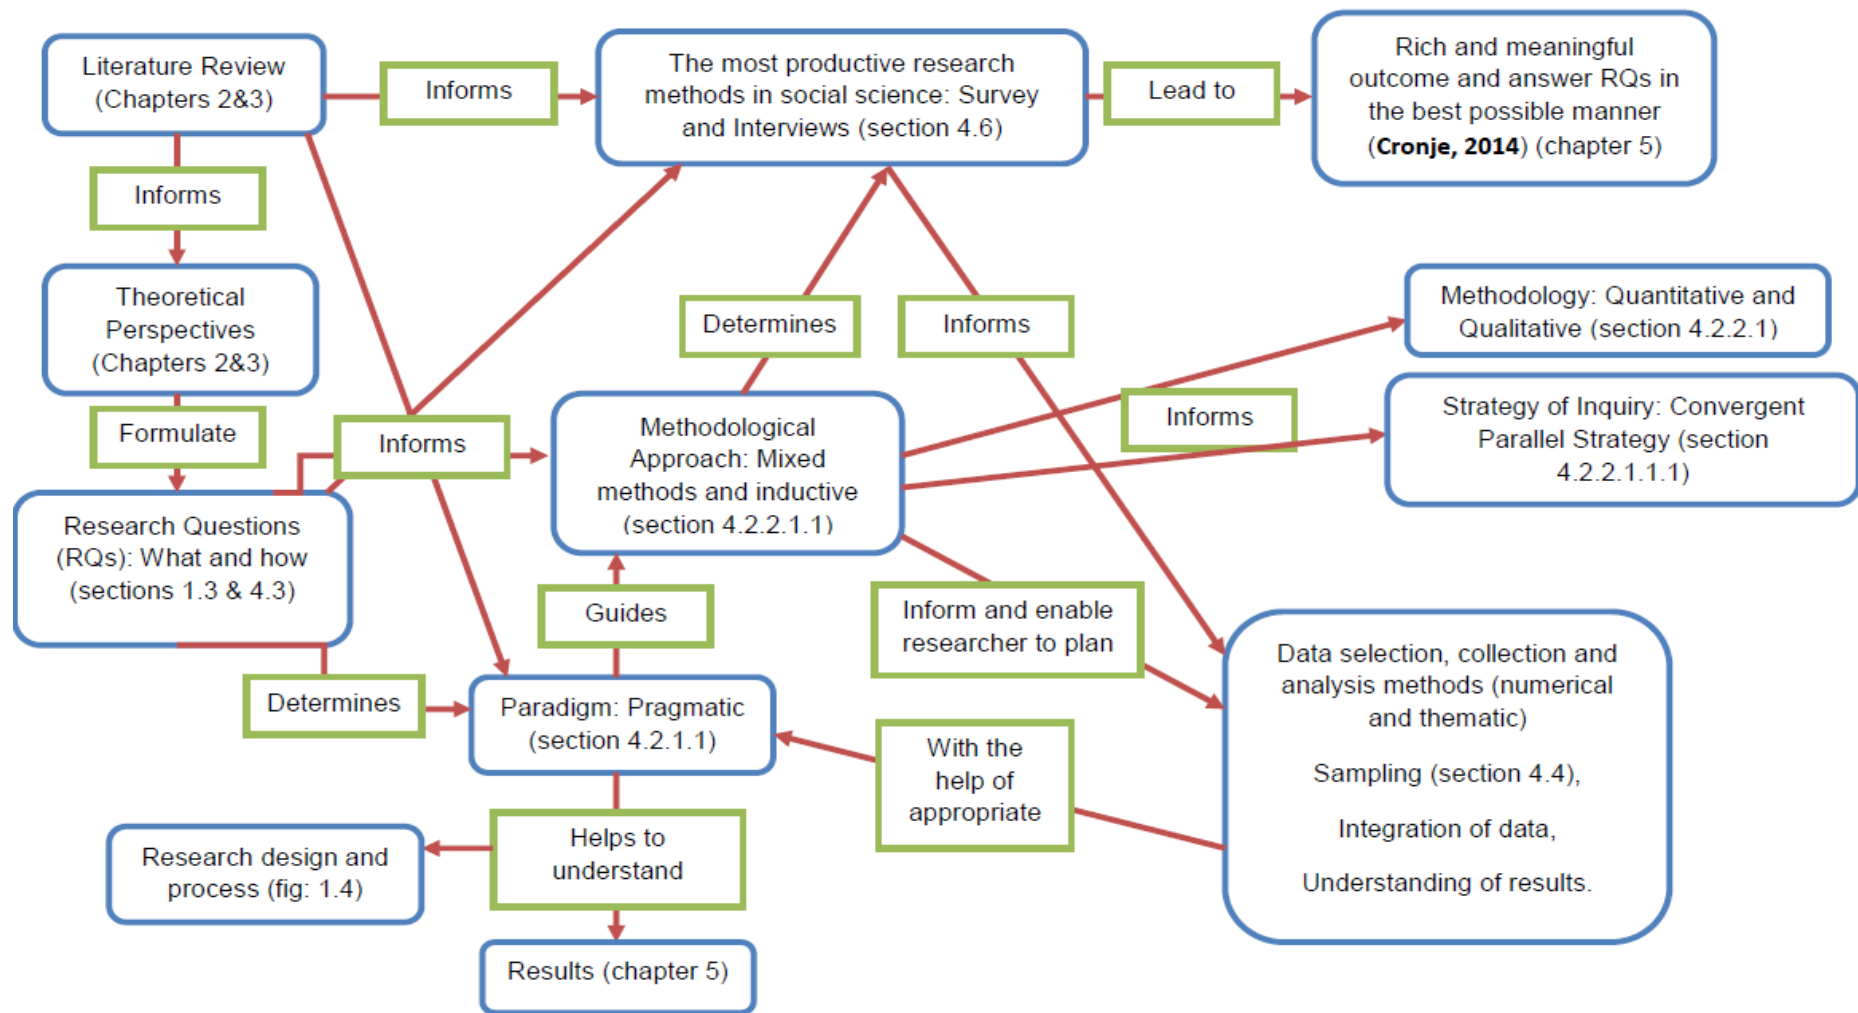 Literature Review
(Chapters 2&3)
Informs
The most productive research
methods in social science: Survey
and Interviews (section 4.6)
Lead to
Rich and meaningful
outcome and answer RQs in
the best possible manner
(Cronje, 2014) (chapter 5)
Informs
Theoretical
Perspectives
(Chapters 2&3)
Determines
Informs
Methodology: Quantitative and
Qualitative (section 4.2.2.1)
Formulate
Informs
Methodological
Approach: Mixed
methods and inductive
(section 4.2.2.1.1)
Informs
Strategy of Inquiry: Convergent
Parallel Strategy (section
4.2.2.1.1.1)
Research Questions
(RQs): What and how
(sections 1.3 & 4.3)
Guides
Inform and enable
researcher to plan
Data selection, collection and
analysis methods (numerical
and thematic)
Sampling (section 4.4),
Integration of data,
Understanding of results.
Determines
Paradigm: Pragmatic
(section 4.2.1.1)
With the
help of
appropriate
Research design and
process (fig: 1.4)
Helps to
understand
Results (chapter 5)